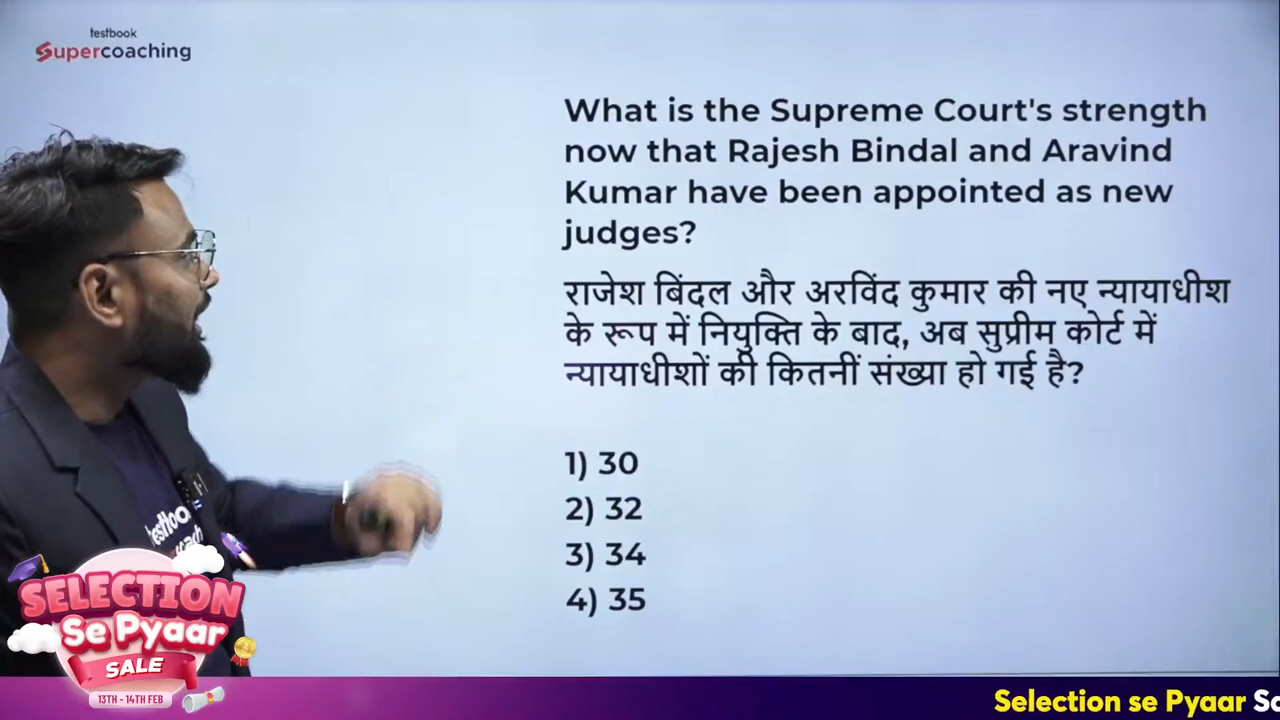 testbook
Supercoaching
What is the Supreme Court's strength
now that Rajesh Bindal and Aravind
Kumar have been appointed as new
judges?
राजेश बिंदल और अरविंद कुमार की नए न्यायाधीश
के रूप में नियुक्ति के बाद, अब सुप्रीम कोर्ट में
न्यायाधीशों की कितनीं संख्या हो गई है?
1) 30
2) 32
3) 34
4) 35
SELECTION
Se Pyaar
SALE
13TH - 14TH FEB
Selection se Pyaar